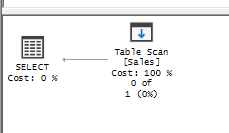 SELECT
Cost: 0 %
Table Scan
[Sales]
Cost: 100 %
0 of
1 (0%)